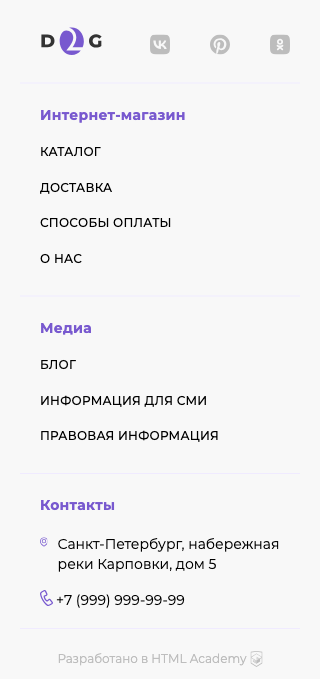 D2G
Интернет-магазин
КАТАЛОГ
ДОСТАВКА
СПОСОБЫ ОПЛАТЫ
О НАС
Медиа
БЛОГ
ИНФОРМАЦИЯ ДЛЯ СМИ
ПРАВОВАЯ ИНФОРМАЦИЯ
Контакты
Санкт-Петербург, набережная
реки Карповки, дом 5
+7 (999) 999-99-99
Разработано в HTML Academy